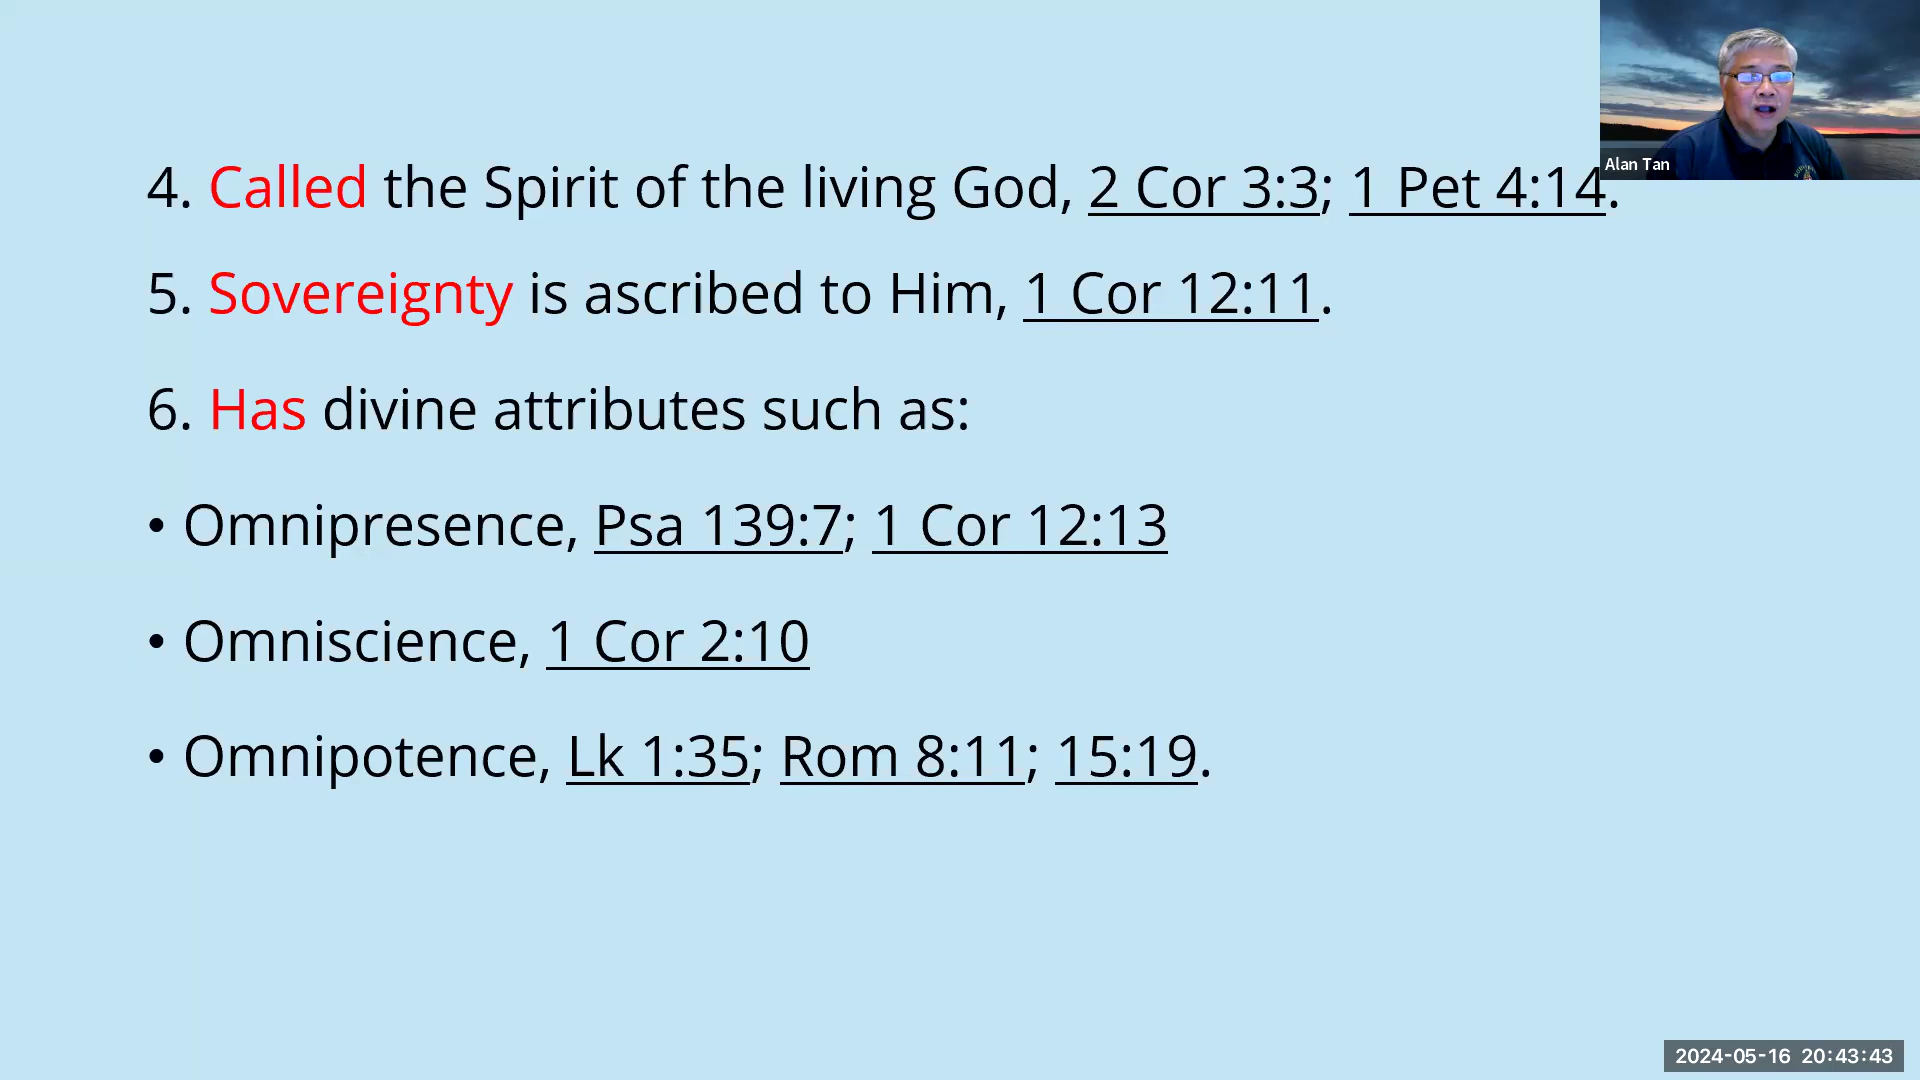 4. Called the Spirit of the living God, 2 Cor 3:3; 1 Pet 4:14.
Alan Tan
5. Sovereignty is ascribed to Him, 1 Cor 12:11.
6. Has divine attributes such as:
• Omnipresence, Psa 139:7; 1 Cor 12:13
• Omniscience, 1 Cor 2:10
• Omnipotence, Lk 1:35; Rom 8:11; 15:19.
2024-05-16 20:43:43